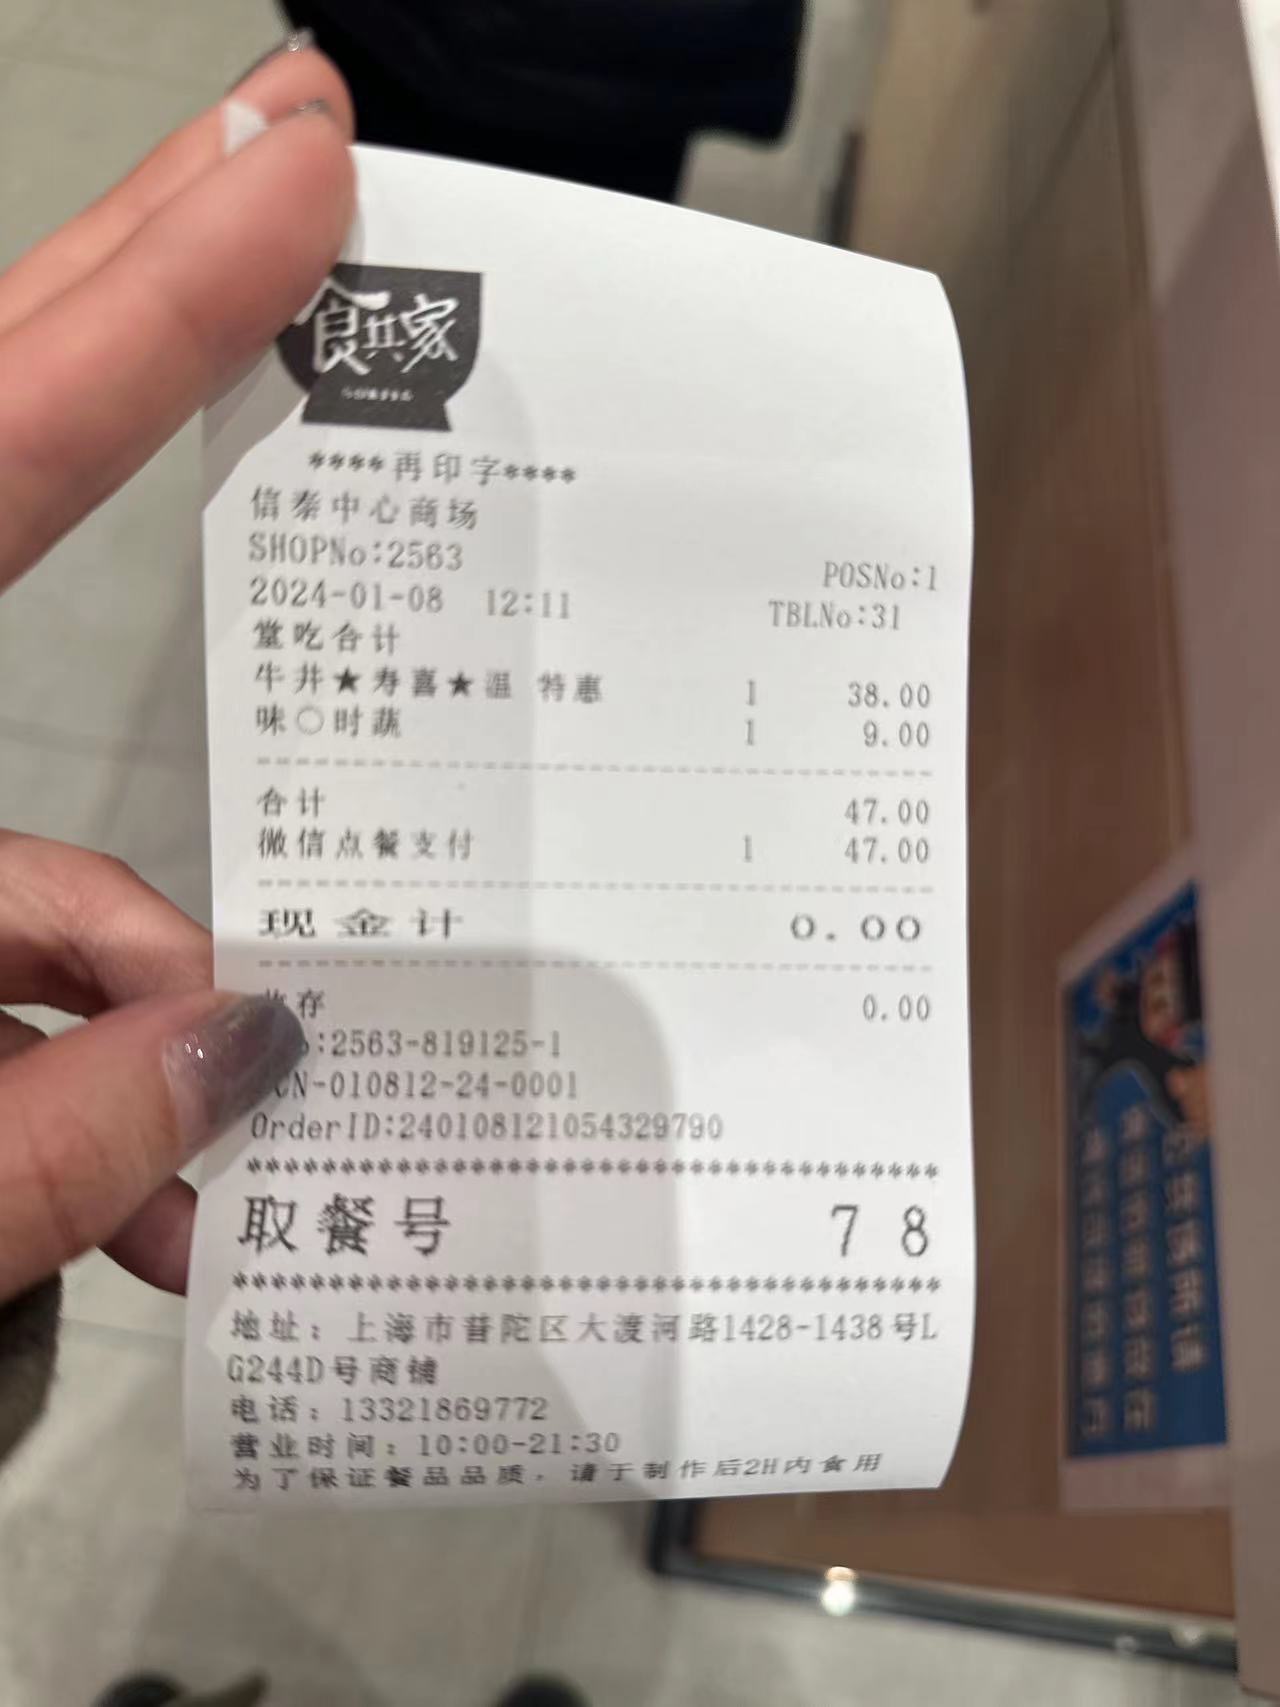 食其家
****再印字****
信泰中心商场
SHOPNo:2563 POSNo:1
2024-01-08 12:11 TBLNo:31
堂吃合计
牛丼★寿喜★温 特惠 1 38.00
味○时蔬 1 9.00
合计 47.00
微信点餐支付 1 47.00
现金计 0.00
存 0.00
:2563-819125-1
CN-010812-24-0001
OrderID:240108121054329790
************************************
取餐号 78
************************************
地址：上海市普陀区大渡河路1428-1438号L
G244D号商铺
电话：13321869772
营业时间：10:00-21:30
为了保证餐品品质，请于制作后2H内食用